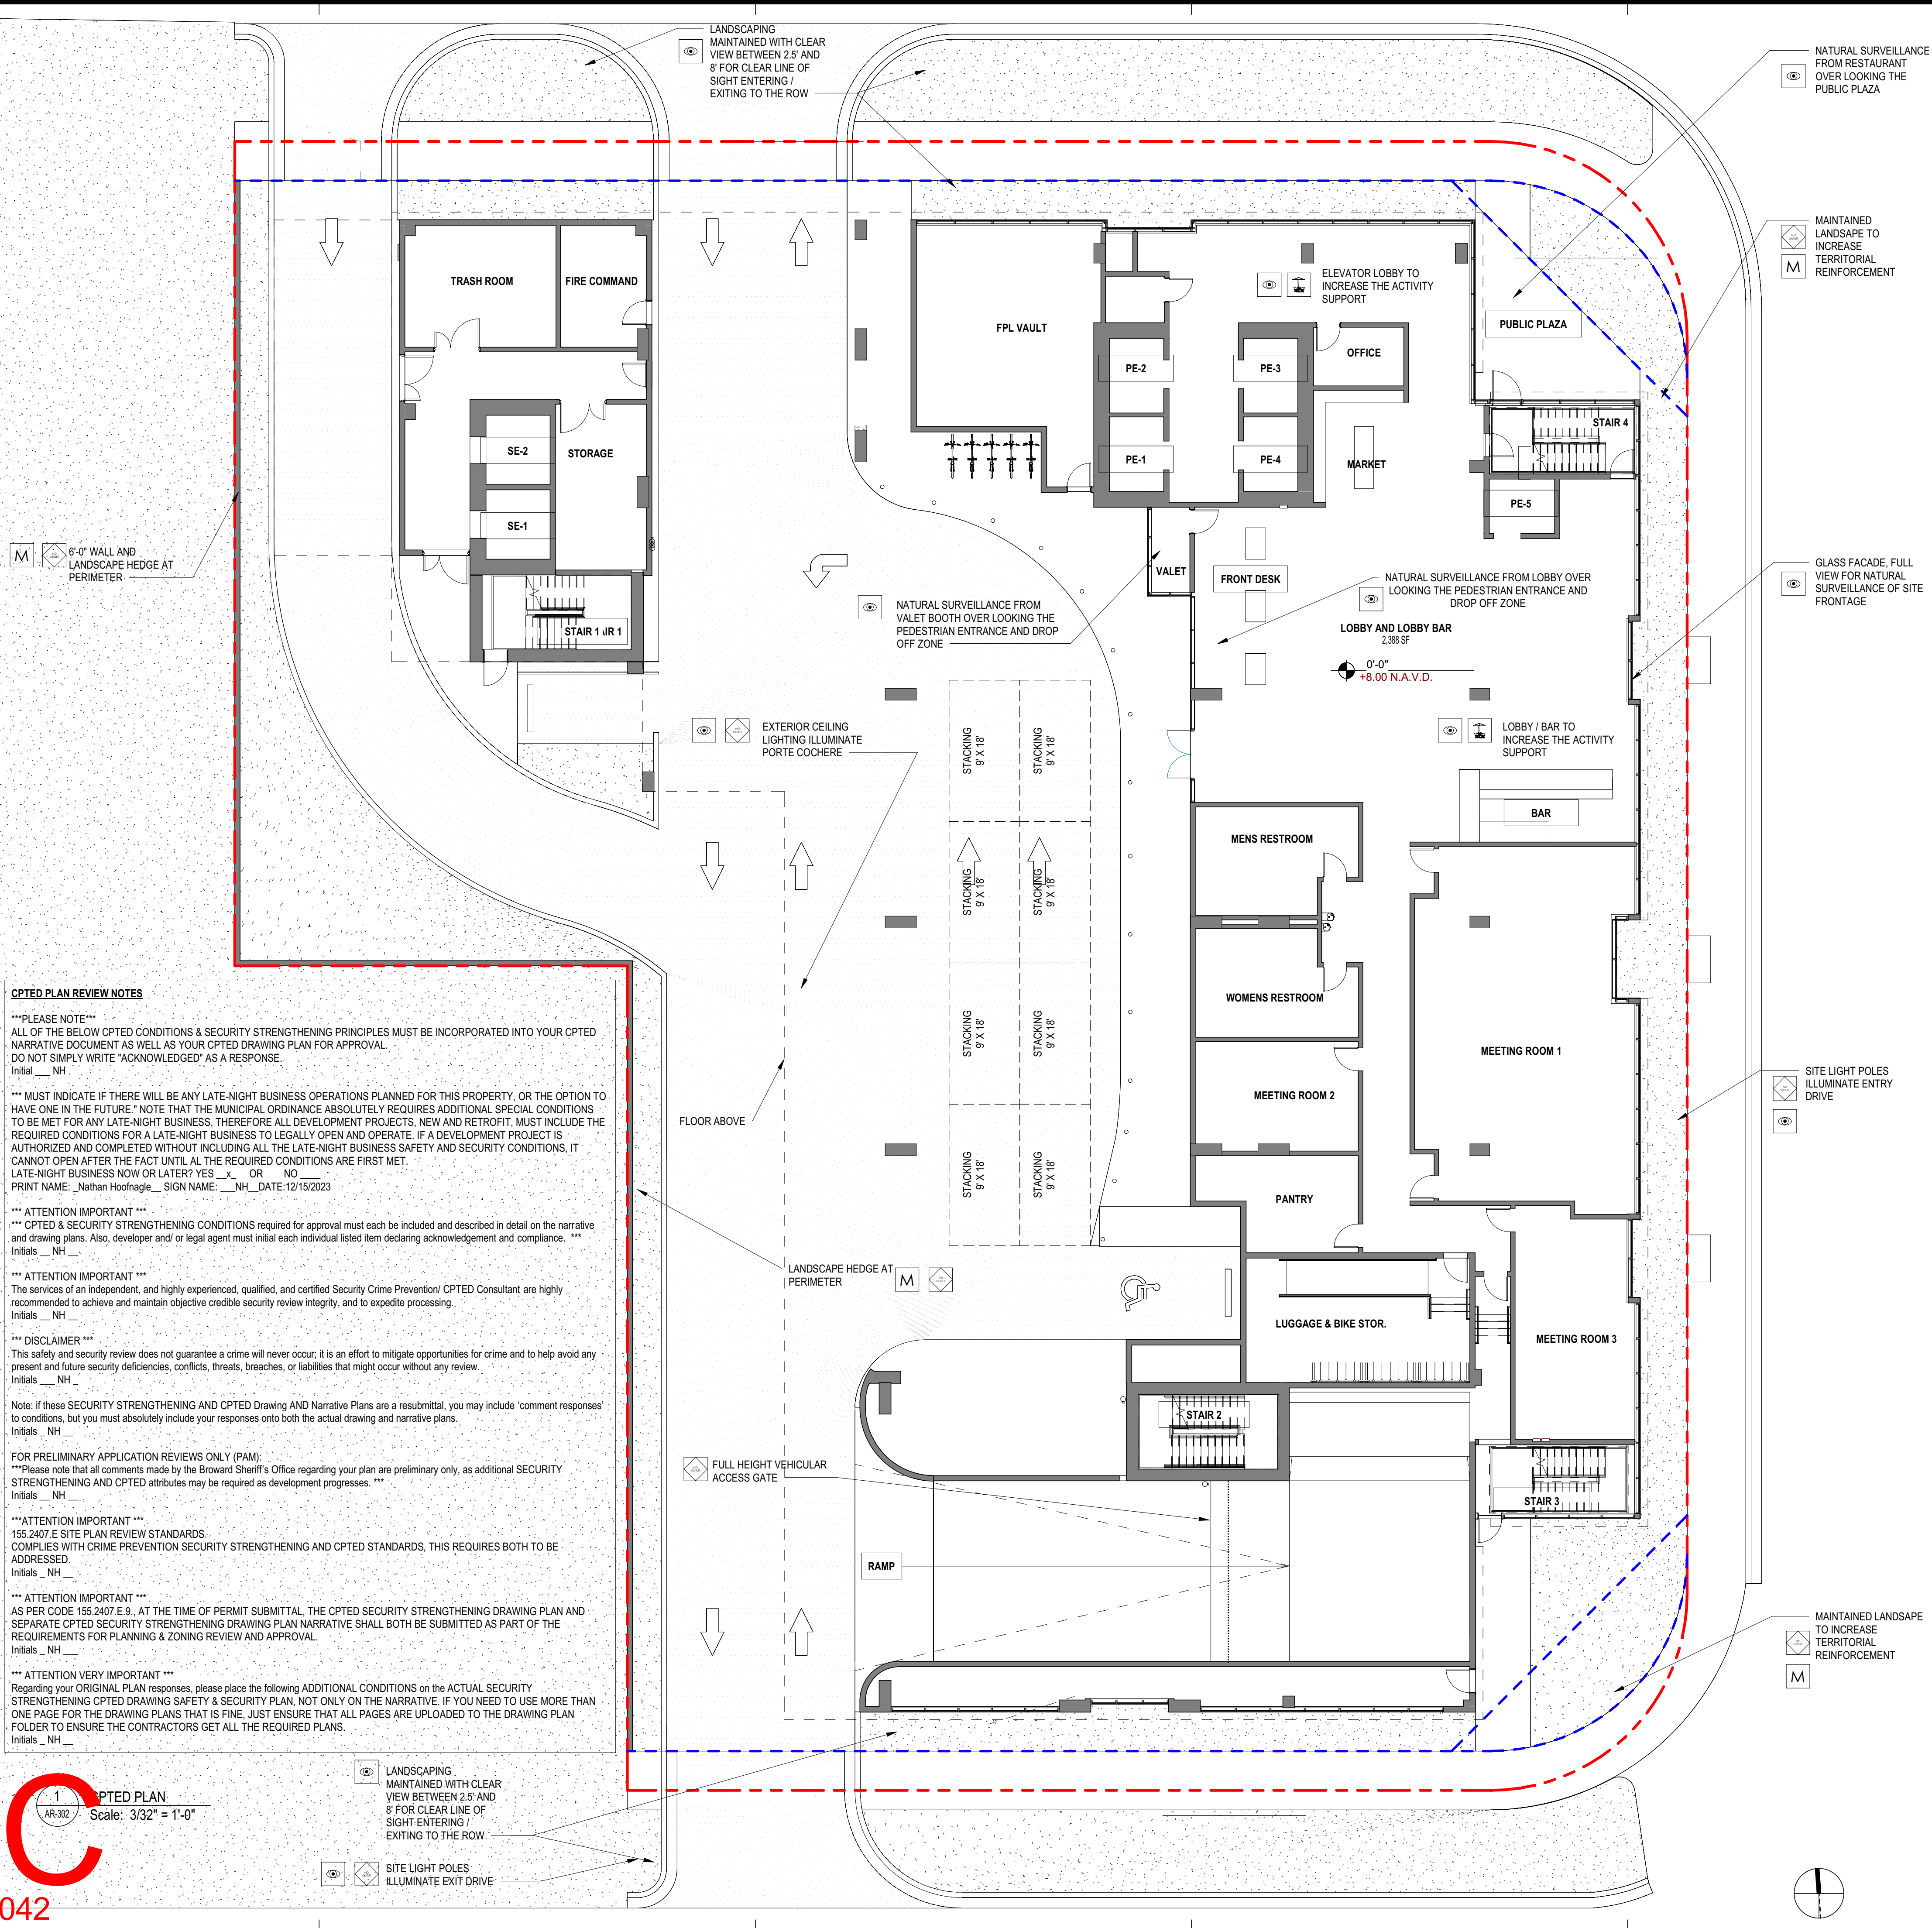 LANDSCAPING
MAINTAINED WITH CLEAR
VIEW BETWEEN 2.5' AND
8' FOR CLEAR LINE OF
SIGHT ENTERING /
EXITING TO THE ROW
NATURAL SURVEILLANCE
FROM RESTAURANT
OVER LOOKING THE
PUBLIC PLAZA
MAINTAINED
LANDSAPE TO
INCREASE
TERRITORIAL
REINFORCEMENT
M
TRASH ROOM
FIRE COMMAND
FPL VAULT
ELEVATOR LOBBY TO
INCREASE THE ACTIVITY
SUPPORT
PUBLIC PLAZA
OFFICE
PE-2
PE-3
STAIR 4
SE-2
STORAGE
PE-1
PE-4
MARKET
PE-5
SE-1
M
6'-0" WALL AND
LANDSCAPE HEDGE AT
PERIMETER
VALET
FRONT DESK
NATURAL SURVEILLANCE FROM LOBBY OVER
LOOKING THE PEDESTRIAN ENTRANCE AND
DROP OFF ZONE
GLASS FACADE, FULL
VIEW FOR NATURAL
SURVEILLANCE OF SITE
FRONTAGE
NATURAL SURVEILLANCE FROM
VALET BOOTH OVER LOOKING THE
PEDESTRIAN ENTRANCE AND DROP
OFF ZONE
STAIR 1 IR 1
LOBBY AND LOBBY BAR
2,388 SF
0'-0"
+8.00 N.A.V.D.
EXTERIOR CEILING
LIGHTING ILLUMINATE
PORTE COCHERE
STACKING
9' X 18'
STACKING
9' X 18'
LOBBY / BAR TO
INCREASE THE ACTIVITY
SUPPORT
BAR
MENS RESTROOM
STACKING
9' X 18'
STACKING
9' X 18'
WOMENS RESTROOM
STACKING
9' X 18'
STACKING
9' X 18'
MEETING ROOM 1
MEETING ROOM 2
SITE LIGHT POLES
ILLUMINATE ENTRY
DRIVE
FLOOR ABOVE
STACKING
9' X 18'
STACKING
9' X 18'
PANTRY
LANDSCAPE HEDGE AT
PERIMETER
M
LUGGAGE & BIKE STOR.
MEETING ROOM 3
STAIR 2
FULL HEIGHT VEHICULAR
ACCESS GATE
STAIR 3
RAMP
MAINTAINED LANDSAPE
TO INCREASE
TERRITORIAL
REINFORCEMENT
M
CPTED PLAN REVIEW NOTES
***PLEASE NOTE***
ALL OF THE BELOW CPTED CONDITIONS & SECURITY STRENGTHENING PRINCIPLES MUST BE INCORPORATED INTO YOUR CPTED
NARRATIVE DOCUMENT AS WELL AS YOUR CPTED DRAWING PLAN FOR APPROVAL.
DO NOT SIMPLY WRITE "ACKNOWLEDGED" AS A RESPONSE.
Initial ___ NH
*** MUST INDICATE IF THERE WILL BE ANY LATE-NIGHT BUSINESS OPERATIONS PLANNED FOR THIS PROPERTY, OR THE OPTION TO
HAVE ONE IN THE FUTURE." NOTE THAT THE MUNICIPAL ORDINANCE ABSOLUTELY REQUIRES ADDITIONAL SPECIAL CONDITIONS
TO BE MET FOR ANY LATE-NIGHT BUSINESS, THEREFORE ALL DEVELOPMENT PROJECTS, NEW AND RETROFIT, MUST INCLUDE THE
REQUIRED CONDITIONS FOR A LATE-NIGHT BUSINESS TO LEGALLY OPEN AND OPERATE. IF A DEVELOPMENT PROJECT IS
AUTHORIZED AND COMPLETED WITHOUT INCLUDING ALL THE LATE-NIGHT BUSINESS SAFETY AND SECURITY CONDITIONS, IT
CANNOT OPEN AFTER THE FACT UNTIL AL THE REQUIRED CONDITIONS ARE FIRST MET.
LATE-NIGHT BUSINESS NOW OR LATER? YES __x_ OR NO ____
PRINT NAME: _Nathan Hoofnagle__ SIGN NAME: ___NH__DATE:12/15/2023
*** ATTENTION IMPORTANT ***
*** CPTED & SECURITY STRENGTHENING CONDITIONS required for approval must each be included and described in detail on the narrative
and drawing plans. Also, developer and/ or legal agent must initial each individual listed item declaring acknowledgement and compliance. ***
Initials __ NH __
*** ATTENTION IMPORTANT ***
The services of an independent, and highly experienced, qualified, and certified Security Crime Prevention/ CPTED Consultant are highly
recommended to achieve and maintain objective credible security review integrity, and to expedite processing.
Initials __ NH __
*** DISCLAIMER ***
This safety and security review does not guarantee a crime will never occur; it is an effort to mitigate opportunities for crime and to help avoid any
present and future security deficiencies, conflicts, threats, breaches, or liabilities that might occur without any review.
Initials ___ NH _
Note: if these SECURITY STRENGTHENING AND CPTED Drawing AND Narrative Plans are a resubmittal, you may include 'comment responses'
to conditions, but you must absolutely include your responses onto both the actual drawing and narrative plans.
Initials _ NH __
FOR PRELIMINARY APPLICATION REVIEWS ONLY (PAM):
***Please note that all comments made by the Broward Sheriff's Office regarding your plan are preliminary only, as additional SECURITY
STRENGTHENING AND CPTED attributes may be required as development progresses. ***
Initials __ NH __
***ATTENTION IMPORTANT ***
155.2407.E SITE PLAN REVIEW STANDARDS
COMPLIES WITH CRIME PREVENTION SECURITY STRENGTHENING AND CPTED STANDARDS, THIS REQUIRES BOTH TO BE
ADDRESSED.
Initials _ NH __
*** ATTENTION IMPORTANT ***
AS PER CODE 155.2407.E.9., AT THE TIME OF PERMIT SUBMITTAL, THE CPTED SECURITY STRENGTHENING DRAWING PLAN AND
SEPARATE CPTED SECURITY STRENGTHENING DRAWING PLAN NARRATIVE SHALL BOTH BE SUBMITTED AS PART OF THE
REQUIREMENTS FOR PLANNING & ZONING REVIEW AND APPROVAL.
Initials _ NH ___
*** ATTENTION VERY IMPORTANT ***
Regarding your ORIGINAL PLAN responses, please place the following ADDITIONAL CONDITIONS on the ACTUAL SECURITY
STRENGTHENING CPTED DRAWING SAFETY & SECURITY PLAN, NOT ONLY ON THE NARRATIVE. IF YOU NEED TO USE MORE THAN
ONE PAGE FOR THE DRAWING PLANS THAT IS FINE, JUST ENSURE THAT ALL PAGES ARE UPLOADED TO THE DRAWING PLAN
FOLDER TO ENSURE THE CONTRACTORS GET ALL THE REQUIRED PLANS.
Initials _ NH __
LANDSCAPING
MAINTAINED WITH CLEAR
VIEW BETWEEN 2.5' AND
8' FOR CLEAR LINE OF
SIGHT ENTERING /
EXITING TO THE ROW
SITE LIGHT POLES
ILLUMINATE EXIT DRIVE
1
AR-302
CPTED PLAN
Scale: 3/32" = 1'-0"
C
042